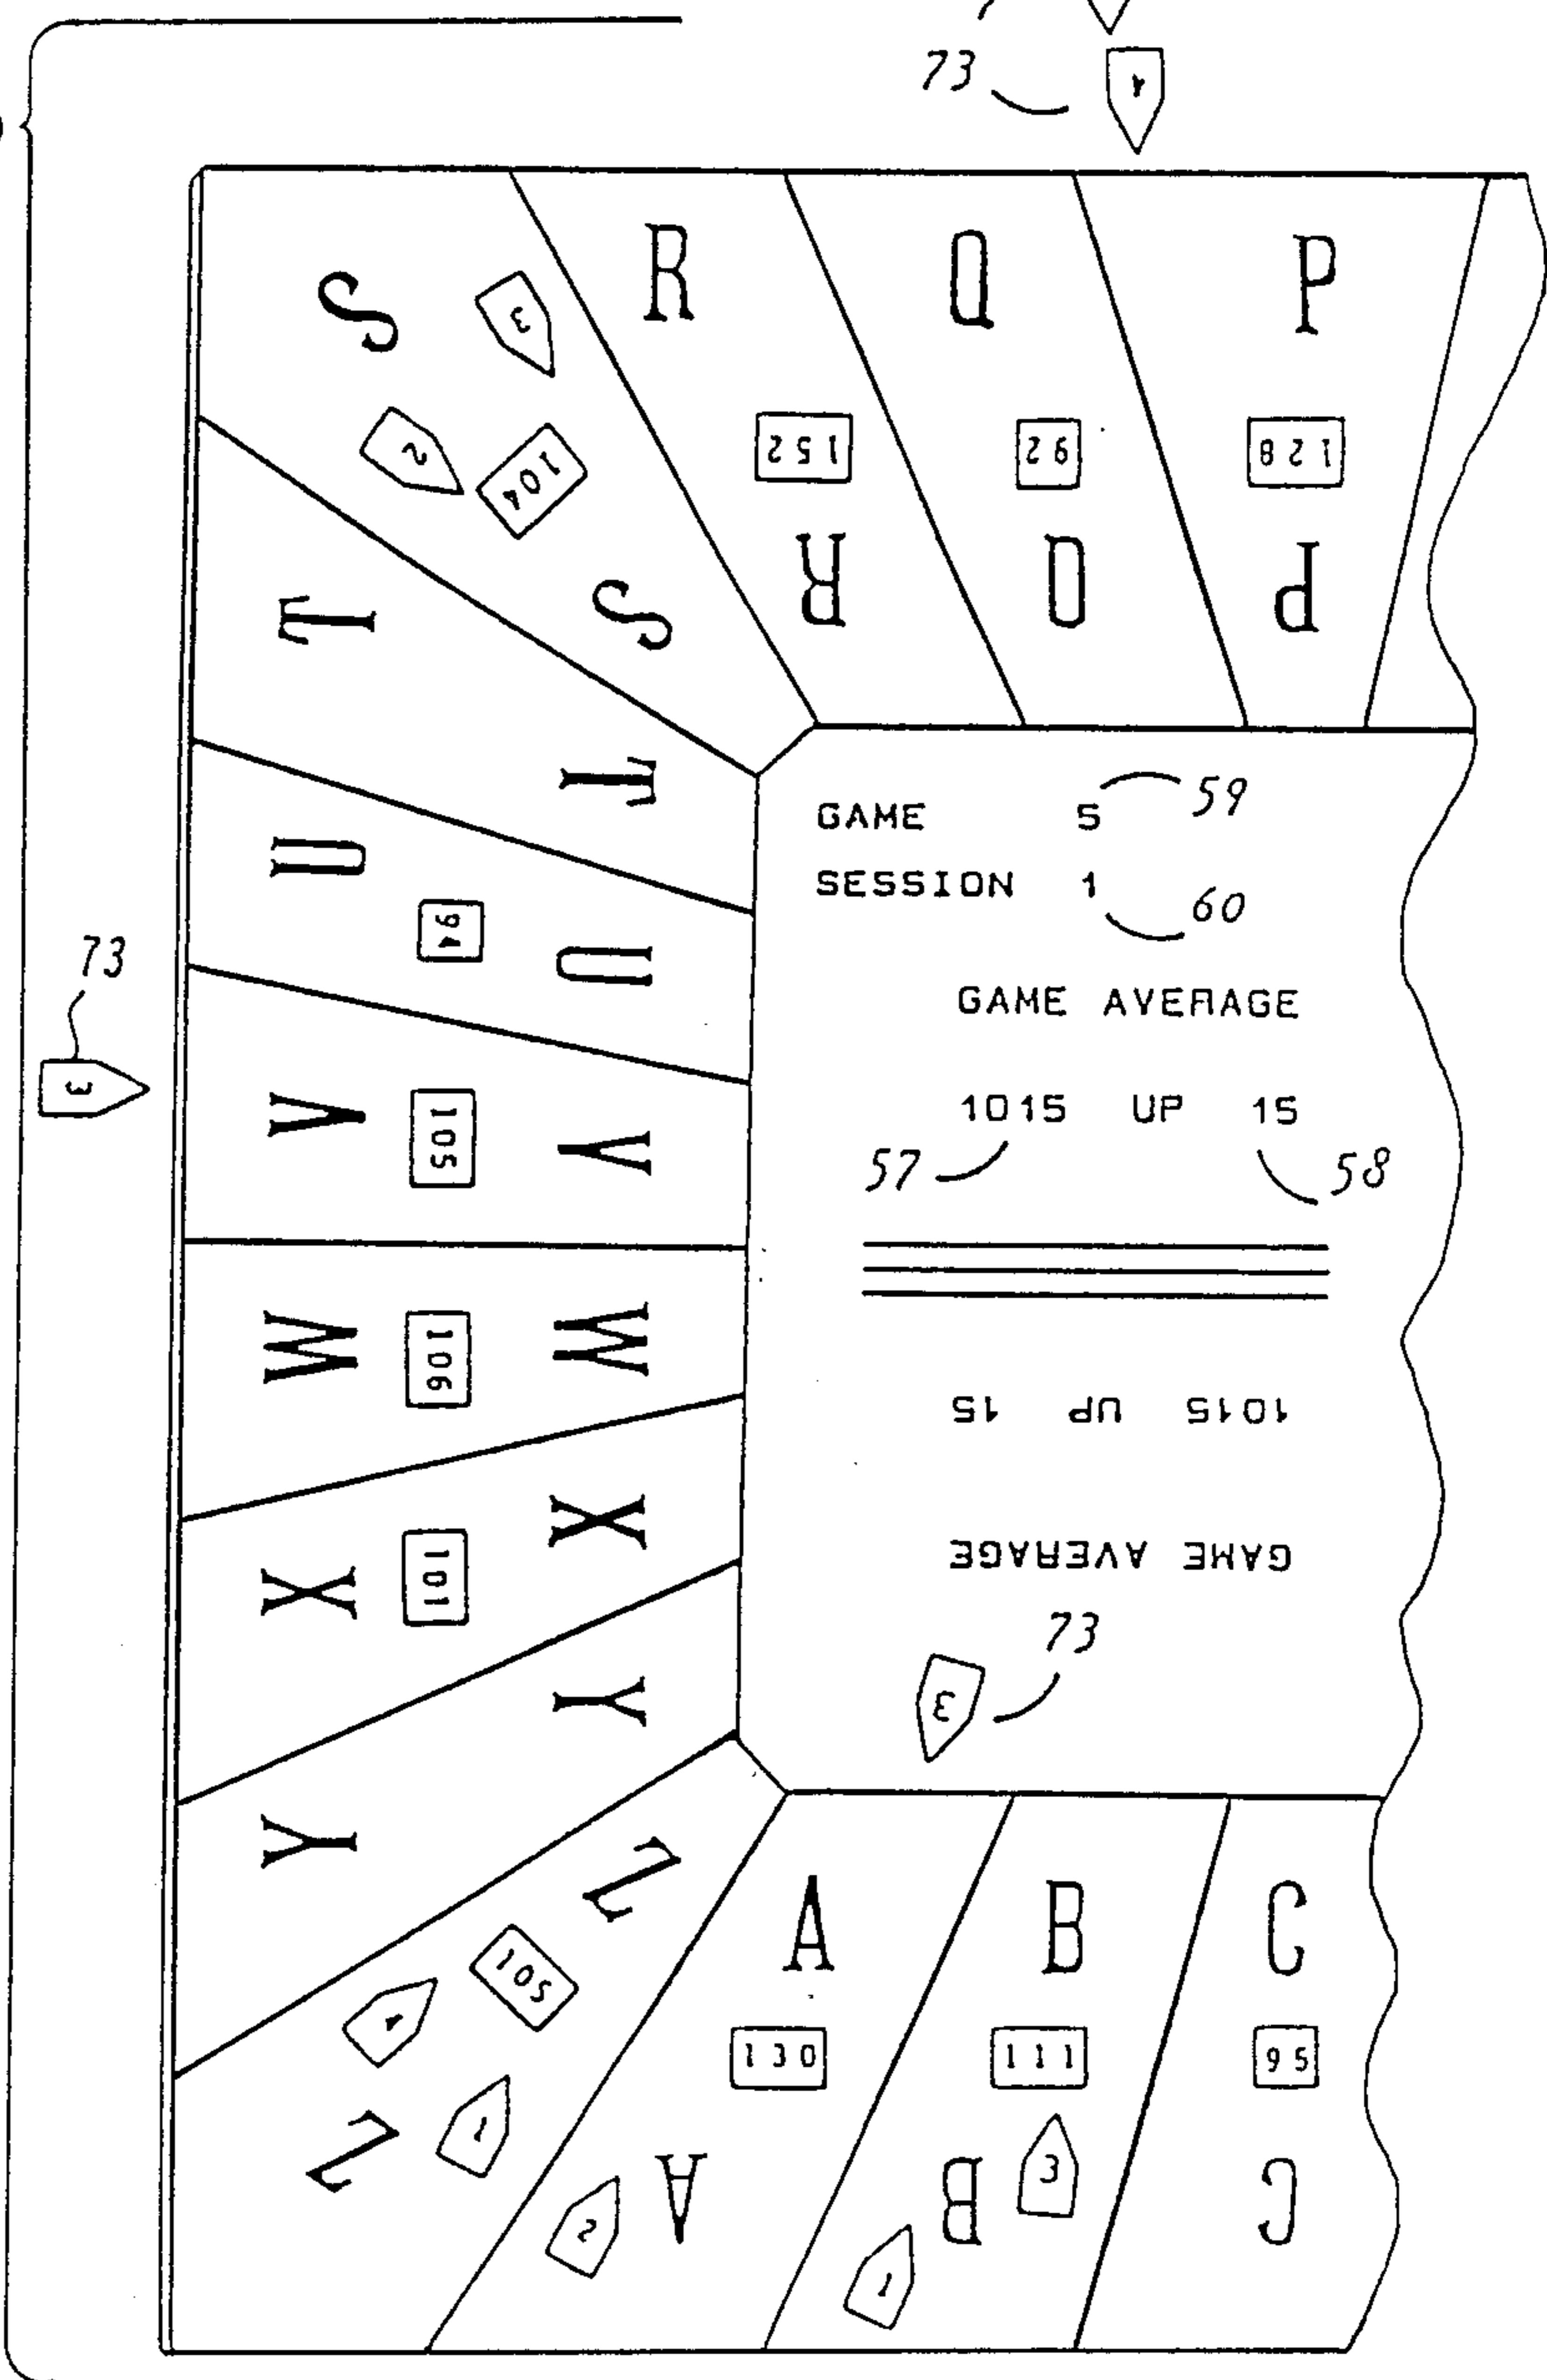 73
4
S
3
R
Q
P
2
104
152
92
128
S
R
Q
P
T
T
U
94
U
V
105
V
W
106
W
X
101
X
Y
Y
73
3
GAME 5 59
SESSION 1 60
GAME AVERAGE
1015 UP 15
57 58
1015 UP 15
GAME AVERAGE
73
3
Z
105
4
1
Z
A
130
2
A
B
111
3
B
1
C
95
C